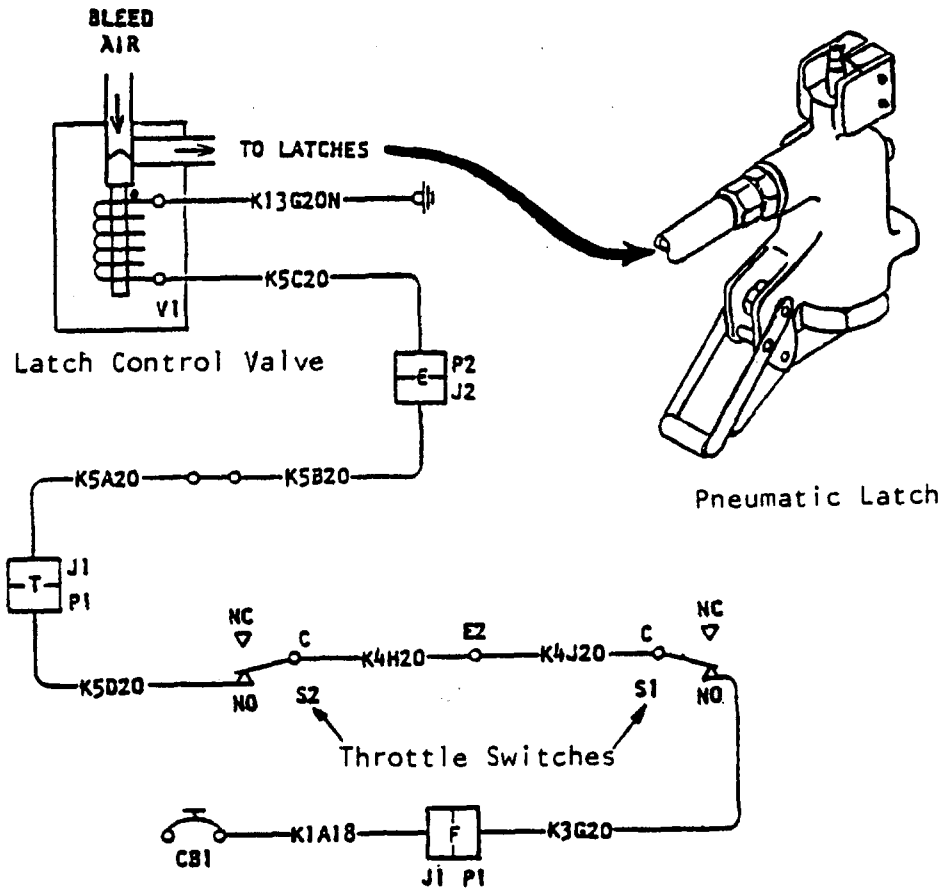 BLEED
AIR
TO LATCHES
K13G20N
K5C20
V1
Latch Control Valve
E
P2
J2
K5A20
K5B20
Pneumatic Latch
T
J1
P1
NC
C
K4H20
E2
K4J20
C
NC
K5D20
NO
S2
S1
NO
Throttle Switches
CB1
K1A18
F
K3G20
J1 P1